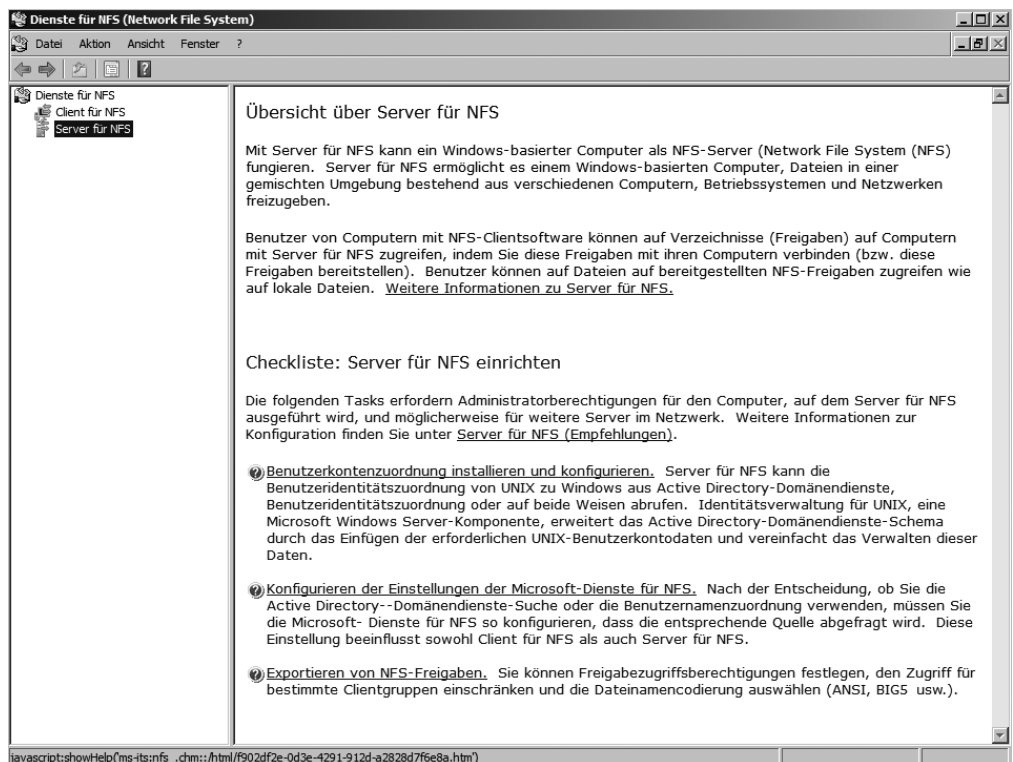 Dienste für NFS (Network File System)
Datei Aktion Ansicht Fenster ?
Dienste für NFS
Client für NFS
Server für NFS
Übersicht über Server für NFS
Mit Server für NFS kann ein Windows-basierter Computer als NFS-Server (Network File System (NFS)
fungieren. Server für NFS ermöglicht es einem Windows-basierten Computer, Dateien in einer
gemischten Umgebung bestehend aus verschiedenen Computern, Betriebssystemen und Netzwerken
freizugeben.
Benutzer von Computern mit NFS-Clientsoftware können auf Verzeichnisse (Freigaben) auf Computern
mit Server für NFS zugreifen, indem Sie diese Freigaben mit ihren Computern verbinden (bzw. diese
Freigaben bereitstellen). Benutzer können auf Dateien auf bereitgestellten NFS-Freigaben zugreifen wie
auf lokale Dateien. Weitere Informationen zu Server für NFS.
Checkliste: Server für NFS einrichten
Die folgenden Tasks erfordern Administratorberechtigungen für den Computer, auf dem Server für NFS
ausgeführt wird, und möglicherweise für weitere Server im Netzwerk. Weitere Informationen zur
Konfiguration finden Sie unter Server für NFS (Empfehlungen).
Benutzerkontenzuordnung installieren und konfigurieren. Server für NFS kann die
Benutzeridentitätszuordnung von UNIX zu Windows aus Active Directory-Domänendienste,
Benutzeridentitätszuordnung oder auf beide Weisen abrufen. Identitätsverwaltung für UNIX, eine
Microsoft Windows Server-Komponente, erweitert das Active Directory-Domänendienste-Schema
durch das Einfügen der erforderlichen UNIX-Benutzerkontodaten und vereinfacht das Verwalten dieser
Daten.
Konfigurieren der Einstellungen der Microsoft-Dienste für NFS. Nach der Entscheidung, ob Sie die
Active Directory--Domänendienste-Suche oder die Benutzernamenzuordnung verwenden, müssen Sie
die Microsoft- Dienste für NFS so konfigurieren, dass die entsprechende Quelle abgefragt wird. Diese
Einstellung beeinflusst sowohl Client für NFS als auch Server für NFS.
Exportieren von NFS-Freigaben. Sie können Freigabezugriffsberechtigungen festlegen, den Zugriff für
bestimmte Clientgruppen einschränken und die Dateinamencodierung auswählen (ANSI, BIG5 usw.).
javascript:showHelp('ms-its:nfs_.chm::/html/f902df2e-0d3e-4291-912d-a2828d7f6e8a.htm')